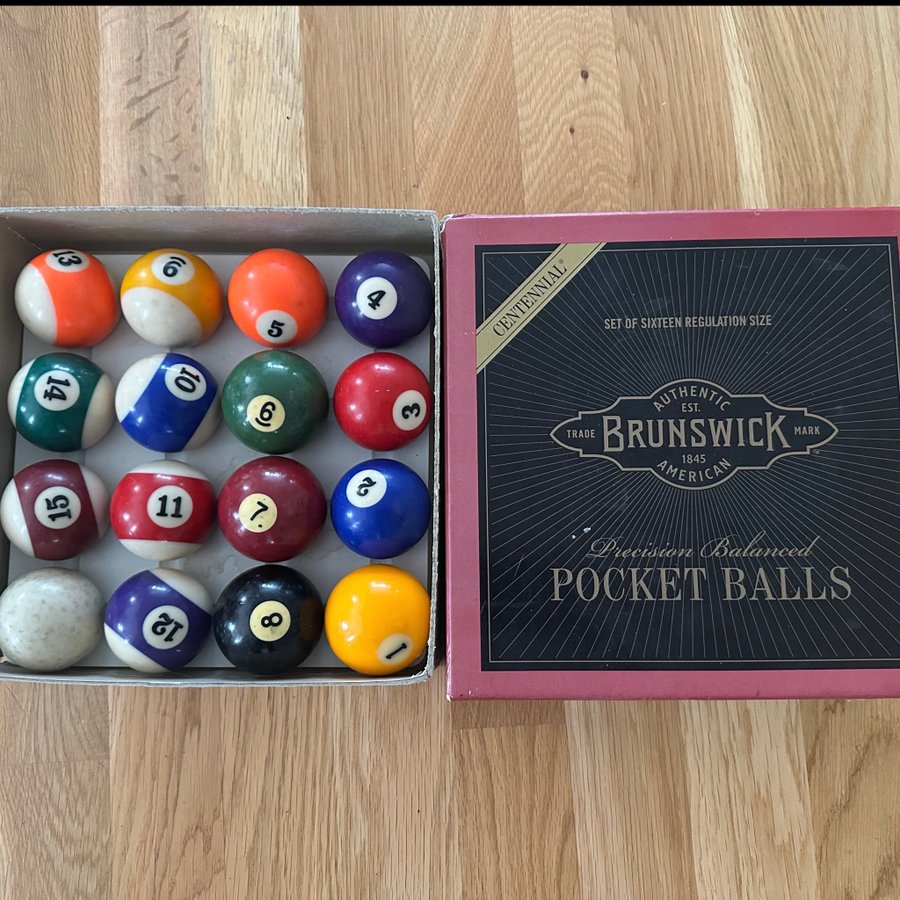 13 9 5 4
14 10 6 3
15 11 7. 2
12 8 1
CENTENNIAL®
SET OF SIXTEEN REGULATION SIZE
AUTHENTIC
EST.
TRADE BRUNSWICK MARK ™
1845
AMERICAN
Precision Balanced
POCKET BALLS